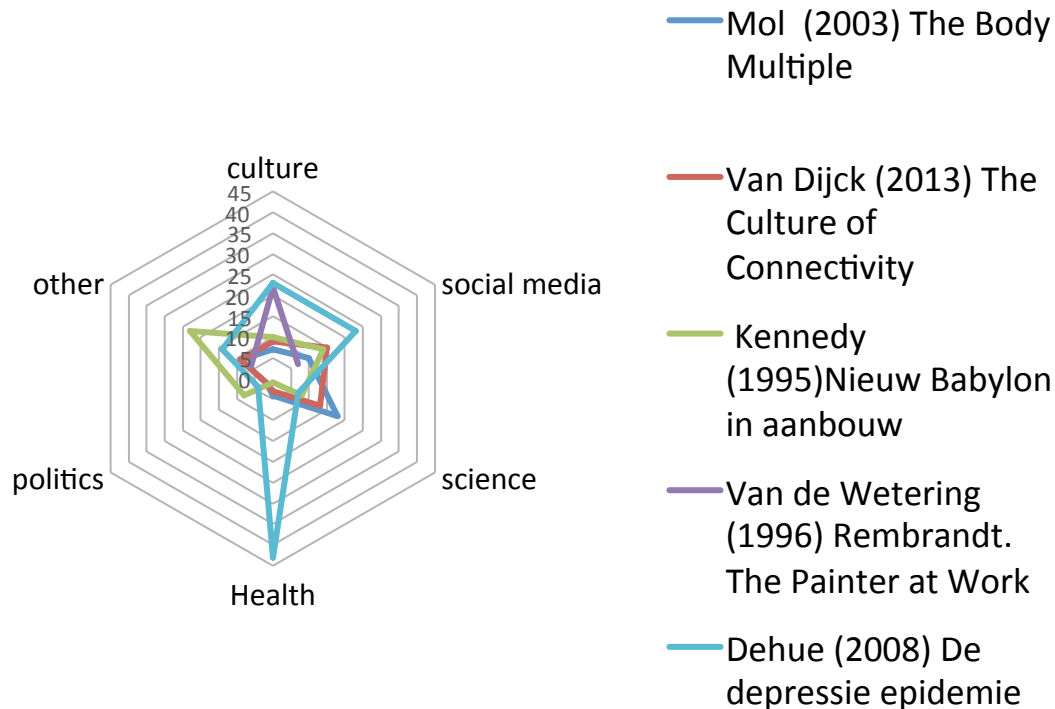 Mol (2003) The Body
Multiple
Van Dijck (2013) The
Culture of
Connectivity
Kennedy
(1995)Nieuw Babylon
in aanbouw
Van de Wetering
(1996) Rembrandt.
The Painter at Work
Dehue (2008) De
depressie epidemie
culture
45
40
35
30
25
20
15
10
5
0
other
social media
politics
science
Health